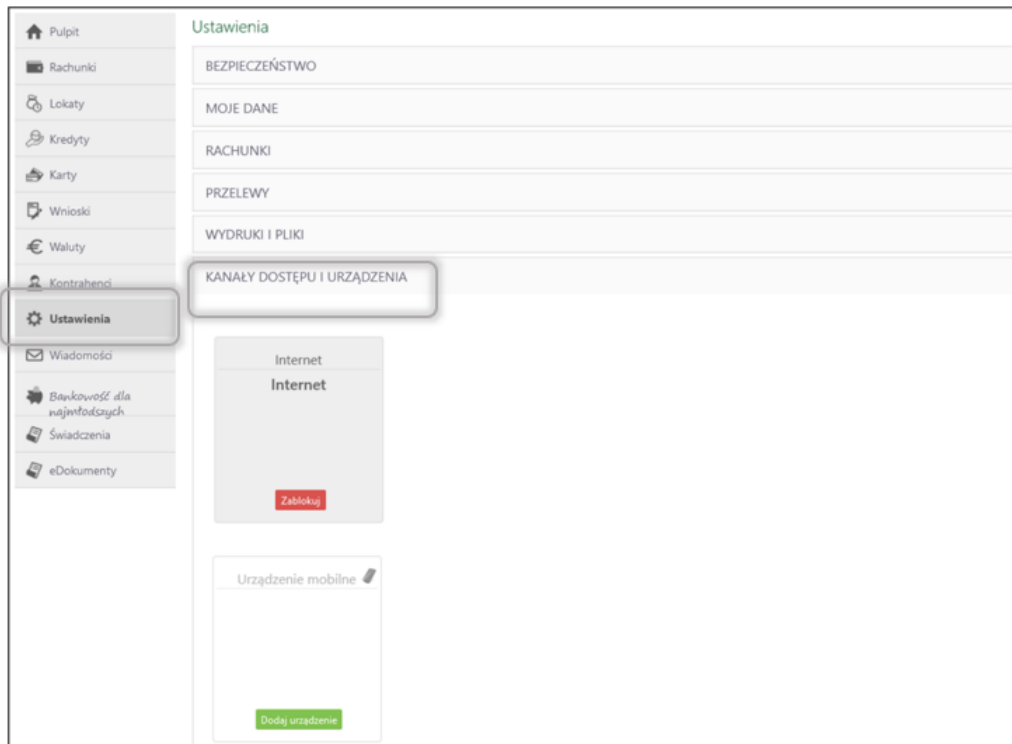 Pulpit
Rachunki
Lokaty
Kredyty
Karty
Wnioski
Waluty
Kontrahenci
Ustawienia
Wiadomości
Bankowość dla
najmłodszych
Świadczenia
eDokumenty
Ustawienia
BEZPIECZEŃSTWO
MOJE DANE
RACHUNKI
PRZELEWY
WYDRUKI I PLIKI
KANAŁY DOSTĘPU I URZĄDZENIA
Internet
Internet
Zablokuj
Urządzenie mobilne
Dodaj urządzenie